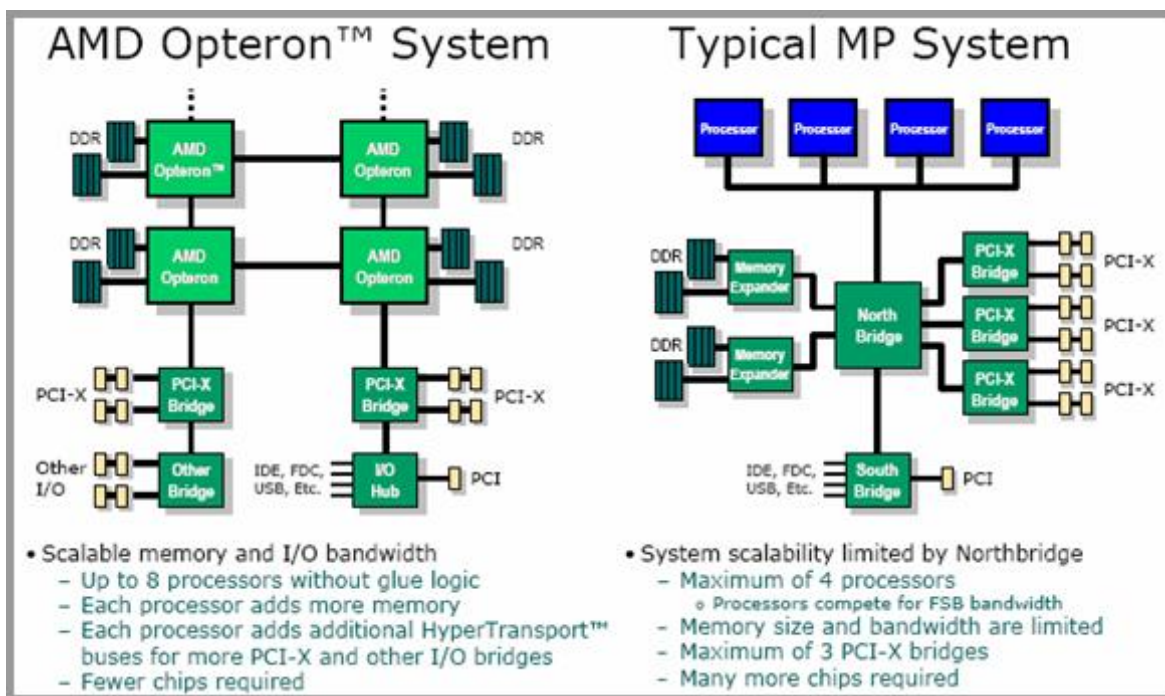 AMD Opteron™ System
DDR
AMD
Opteron™
AMD
Opteron
DDR
DDR
AMD
Opteron
AMD
Opteron
DDR
PCI-X
PCI-X
Bridge
PCI-X
Bridge
PCI-X
Other
I/O
Other
Bridge
IDE, FDC,
USB, Etc.
I/O
Hub
PCI
• Scalable memory and I/O bandwidth
– Up to 8 processors without glue logic
– Each processor adds more memory
– Each processor adds additional HyperTransport™
buses for more PCI-X and other I/O bridges
– Fewer chips required
Typical MP System
Processor
Processor
Processor
Processor
DDR
Memory
Expander
DDR
Memory
Expander
North
Bridge
PCI-X
Bridge
PCI-X
PCI-X
Bridge
PCI-X
PCI-X
Bridge
PCI-X
IDE, FDC,
USB, Etc.
South
Bridge
PCI
• System scalability limited by Northbridge
– Maximum of 4 processors
o Processors compete for FSB bandwidth
– Memory size and bandwidth are limited
– Maximum of 3 PCI-X bridges
– Many more chips required